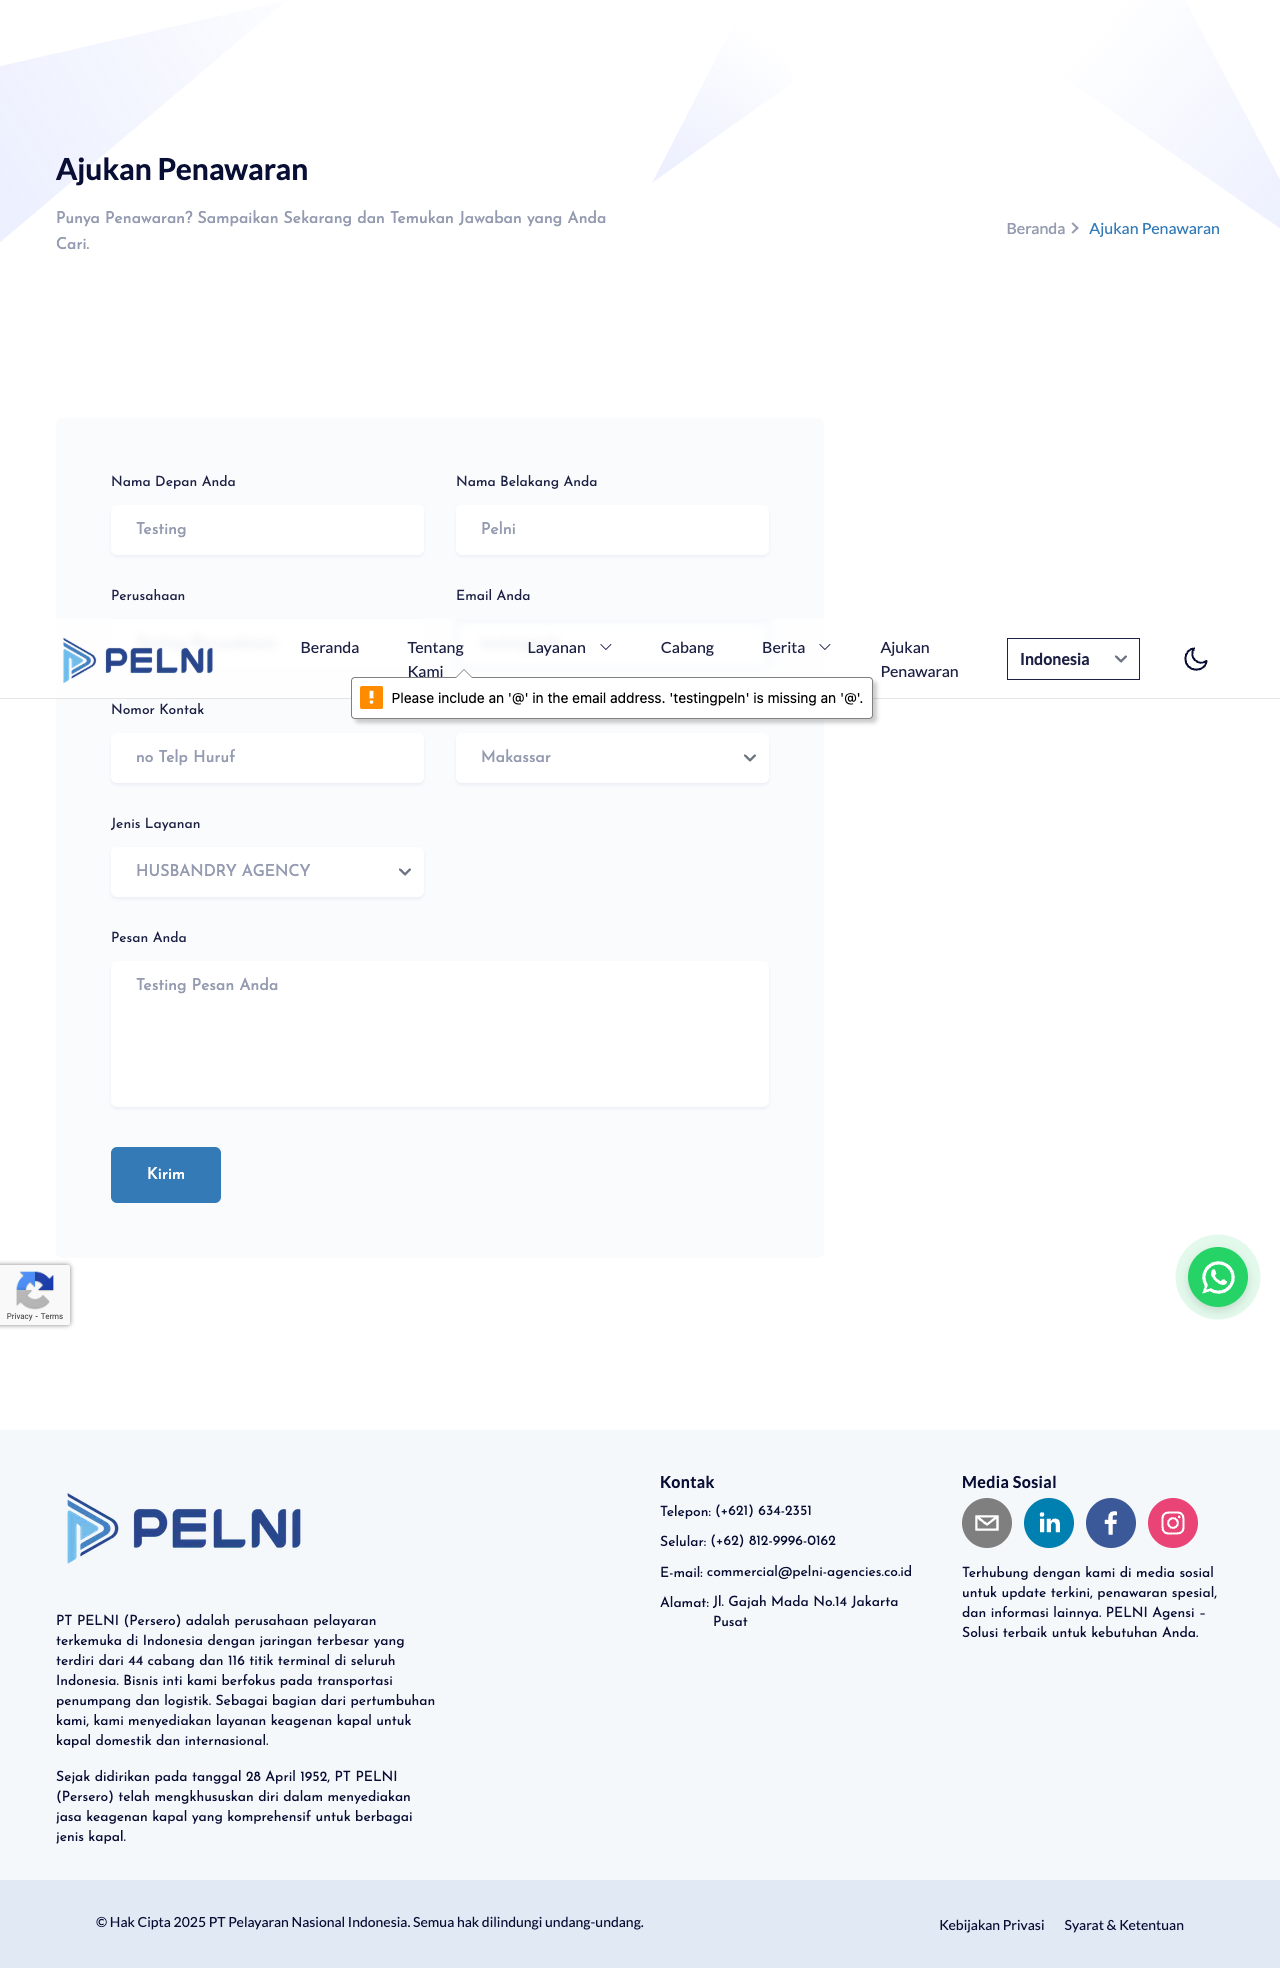 Ajukan Penawaran
Punya Penawaran? Sampaikan Sekarang dan Temukan Jawaban yang Anda
Cari.
Beranda
Ajukan Penawaran
Nama Depan Anda
Nama Belakang Anda
Testing
Pelni
Perusahaan
Email Anda
PELNI
Beranda
Tentang
Kami
Layanan
Cabang
Berita
Ajukan
Penawaran
Indonesia
Please include an '@' in the email address. 'testingpeln' is missing an '@'.
Nomor Kontak
no Telp Huruf
Makassar
Jenis Layanan
HUSBANDRY AGENCY
Pesan Anda
Testing Pesan Anda
Kirim
Privacy - Terms
PELNI
PT PELNI (Persero) adalah perusahaan pelayaran
terkemuka di Indonesia dengan jaringan terbesar yang
terdiri dari 44 cabang dan 116 titik terminal di seluruh
Indonesia. Bisnis inti kami berfokus pada transportasi
penumpang dan logistik. Sebagai bagian dari pertumbuhan
kami, kami menyediakan layanan keagenan kapal untuk
kapal domestik dan internasional.
Sejak didirikan pada tanggal 28 April 1952, PT PELNI
(Persero) telah mengkhususkan diri dalam menyediakan
jasa keagenan kapal yang komprehensif untuk berbagai
jenis kapal.
Kontak
Telepon: (+621) 634-2351
Selular: (+62) 812-9996-0162
E-mail: commercial@pelni-agencies.co.id
Alamat: Jl. Gajah Mada No.14 Jakarta
Pusat
Media Sosial
Terhubung dengan kami di media sosial
untuk update terkini, penawaran spesial,
dan informasi lainnya. PELNI Agensi –
Solusi terbaik untuk kebutuhan Anda.
© Hak Cipta 2025 PT Pelayaran Nasional Indonesia. Semua hak dilindungi undang-undang.
Kebijakan Privasi
Syarat & Ketentuan